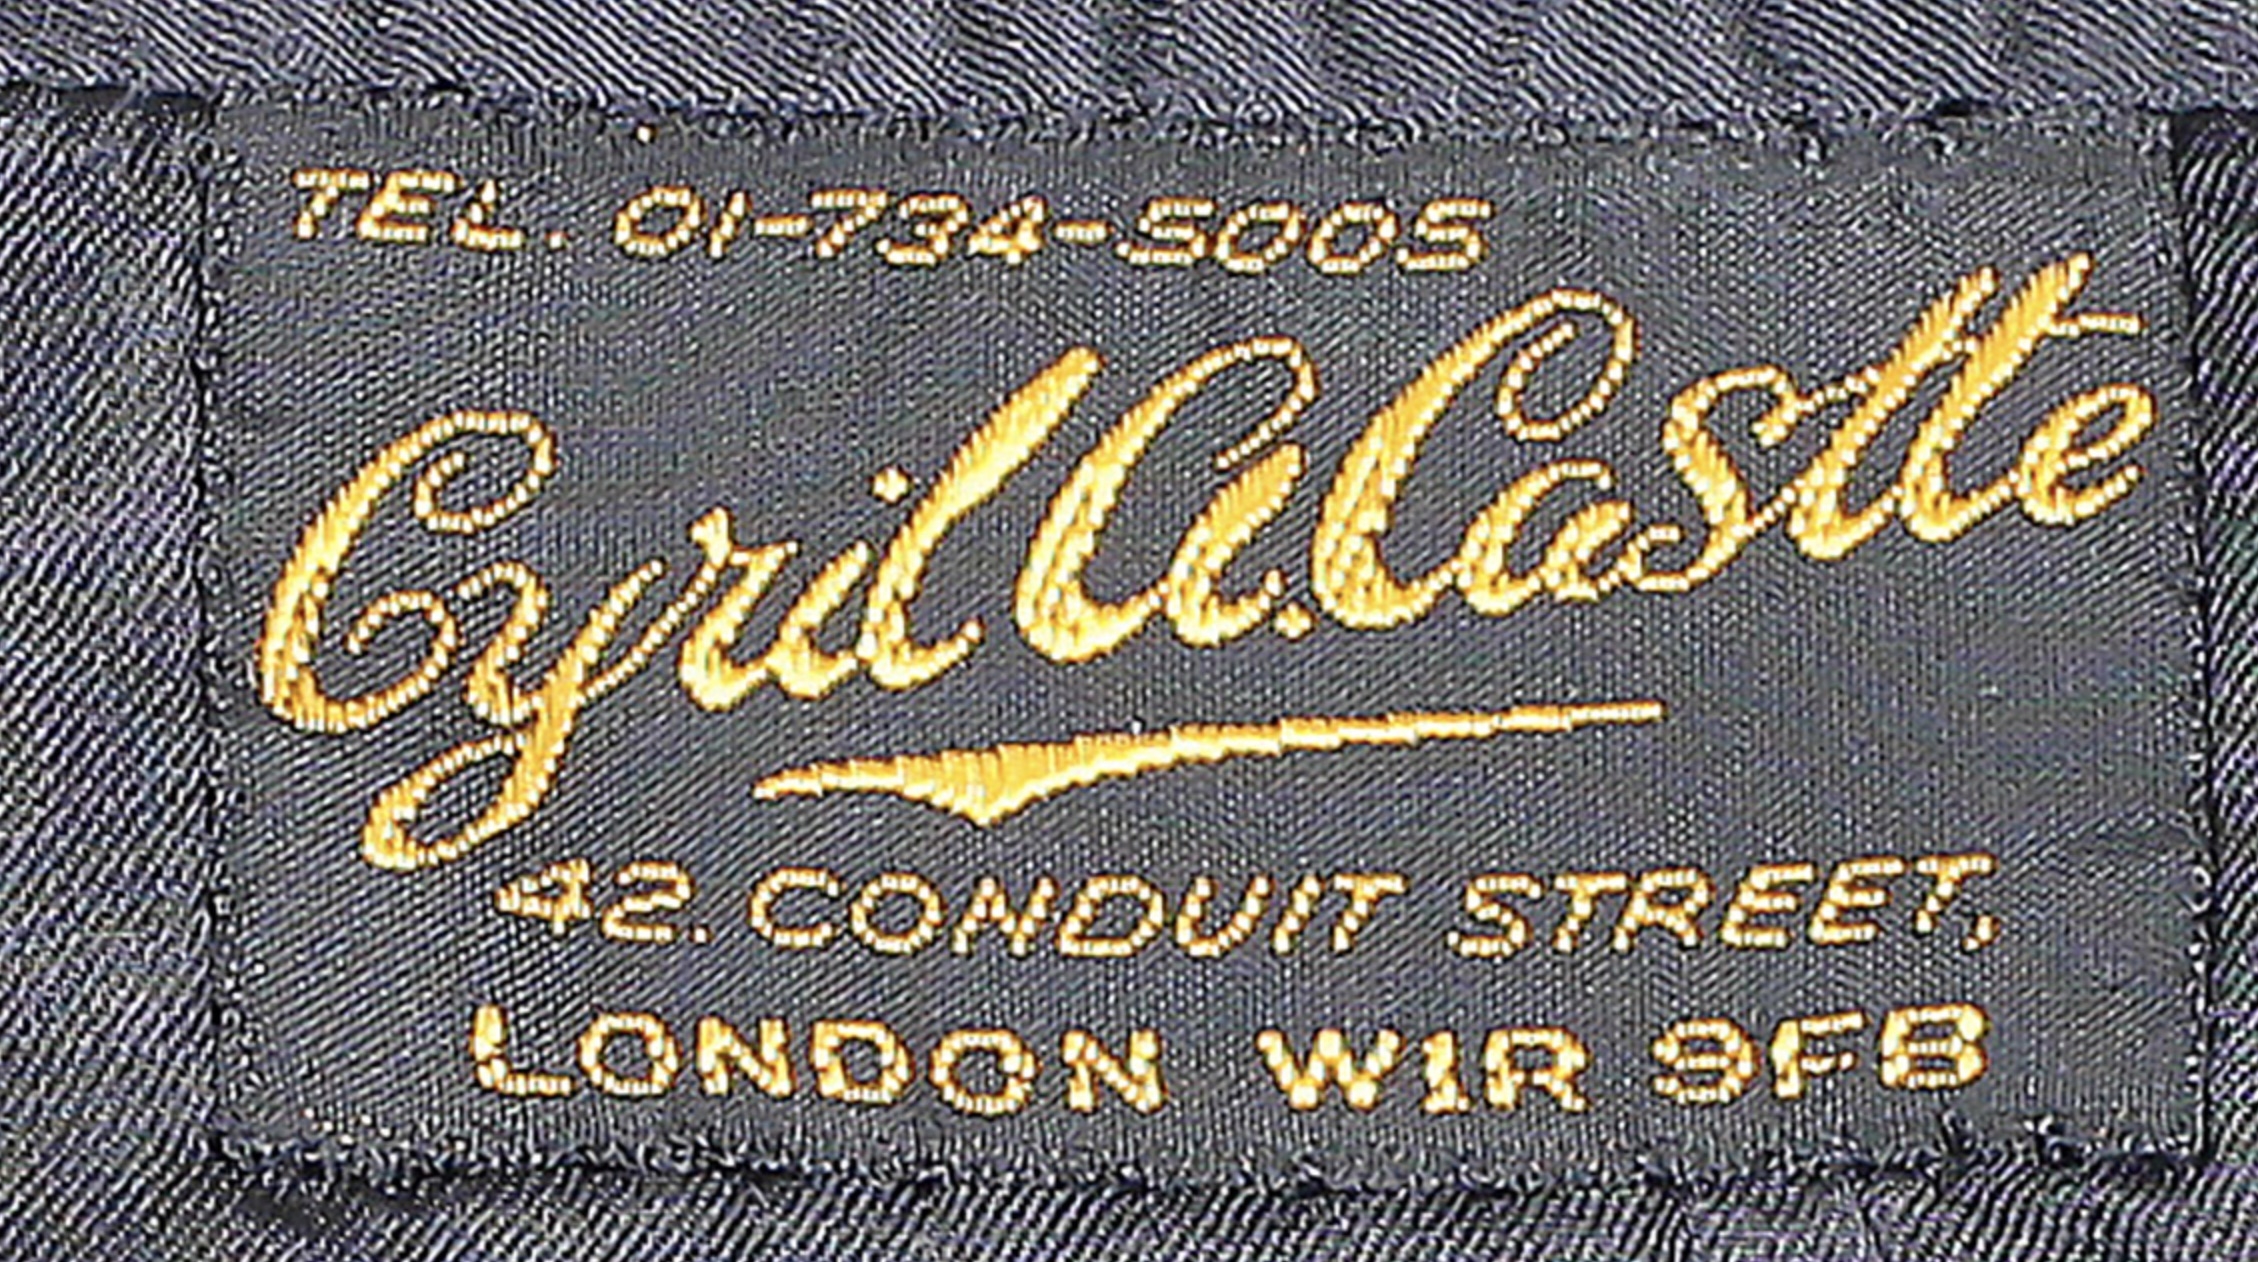 TEL. 01-734-5005
Cyril A. Castle
42. CONDUIT STREET,
LONDON W1R 9FB